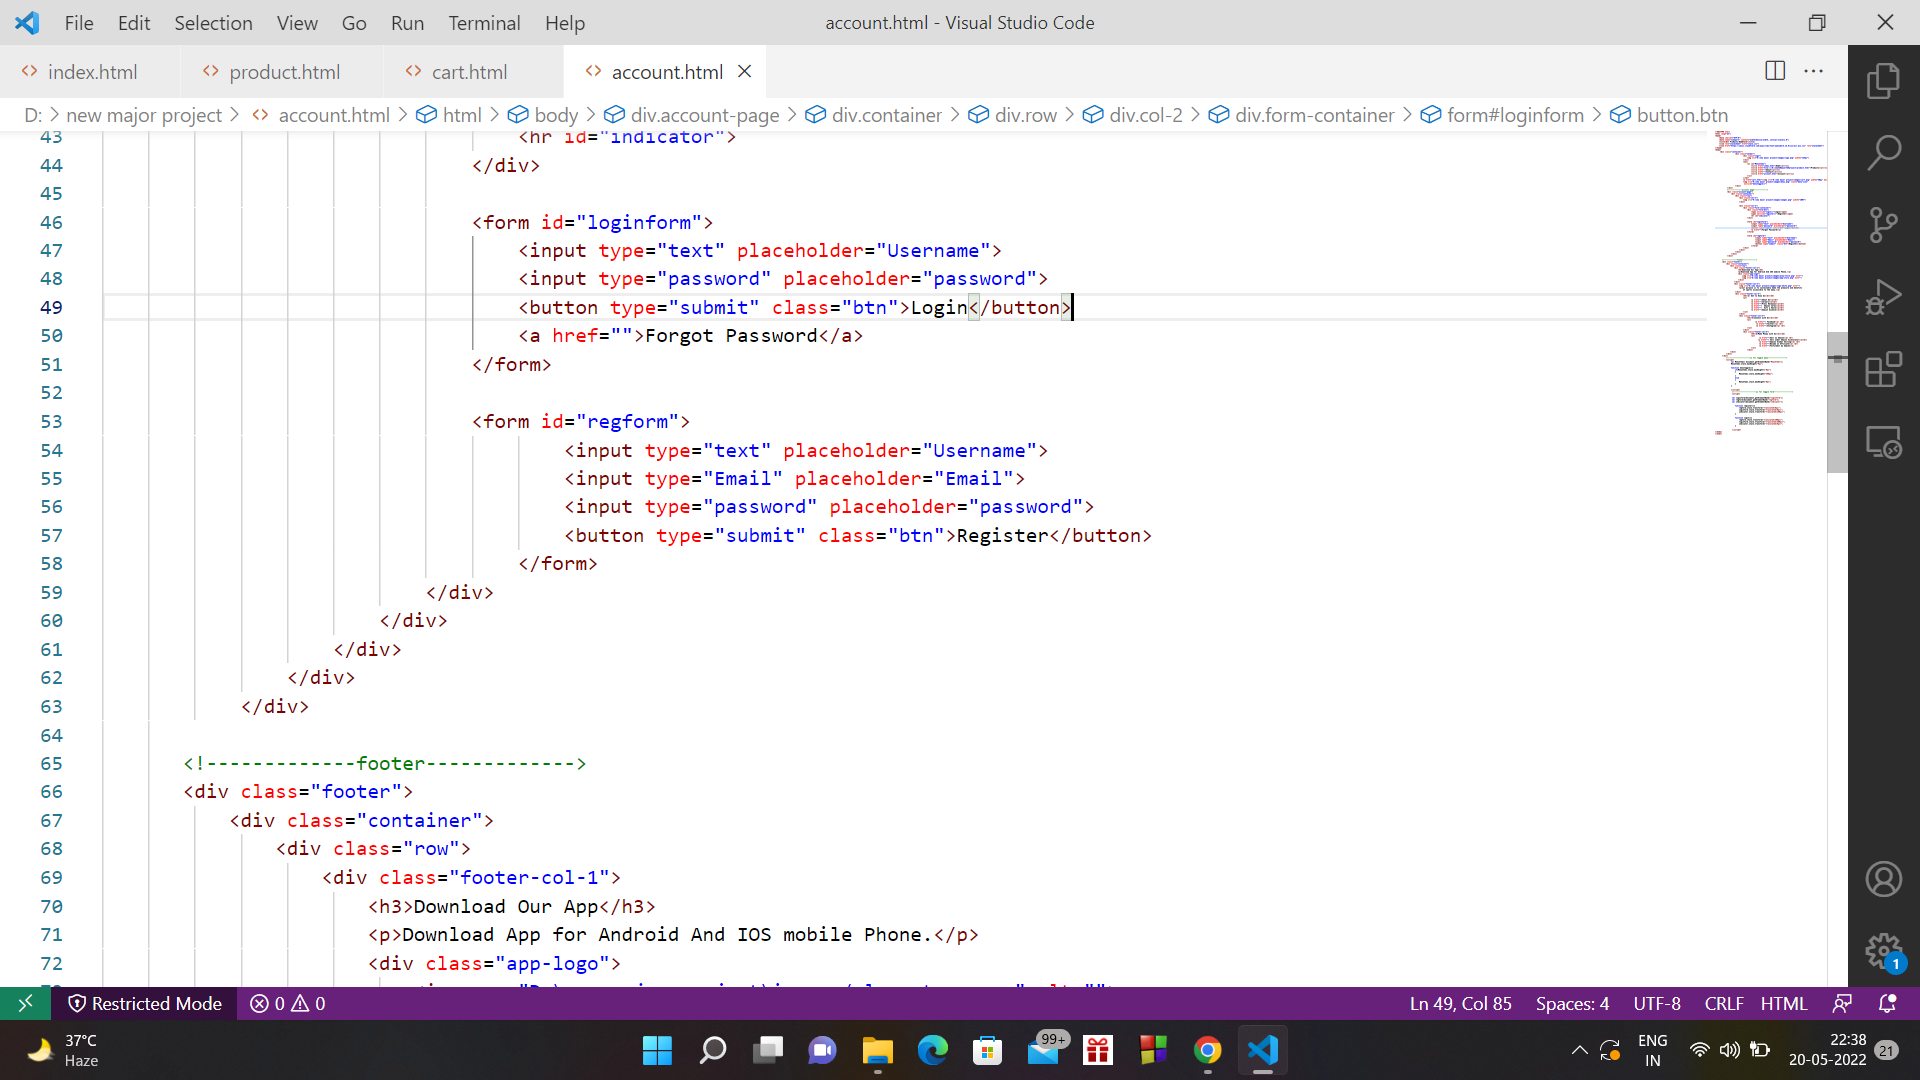 File Edit Selection View Go Run Terminal Help
account.html - Visual Studio Code
index.html product.html cart.html account.html
D: > new major project > account.html > html > body > div.account-page > div.container > div.row > div.col-2 > div.form-container > form#loginform > button.btn
43 <hr id="indicator">
44 </div>
45
46 <form id="loginform">
47 <input type="text" placeholder="Username">
48 <input type="password" placeholder="password">
49 <button type="submit" class="btn">Login</button>
50 <a href="">Forgot Password</a>
51 </form>
52
53 <form id="regform">
54 <input type="text" placeholder="Username">
55 <input type="Email" placeholder="Email">
56 <input type="password" placeholder="password">
57 <button type="submit" class="btn">Register</button>
58 </form>
59 </div>
60 </div>
61 </div>
62 </div>
63 </div>
64
65 <!-------------footer------------->
66 <div class="footer">
67 <div class="container">
68 <div class="row">
69 <div class="footer-col-1">
70 <h3>Download Our App</h3>
71 <p>Download App for Android And IOS mobile Phone.</p>
72 <div class="app-logo">
1
Restricted Mode 0 0 Ln 49, Col 85 Spaces: 4 UTF-8 CRLF HTML
37°C
Haze
99+
ENG
IN
22:38
20-05-2022
21